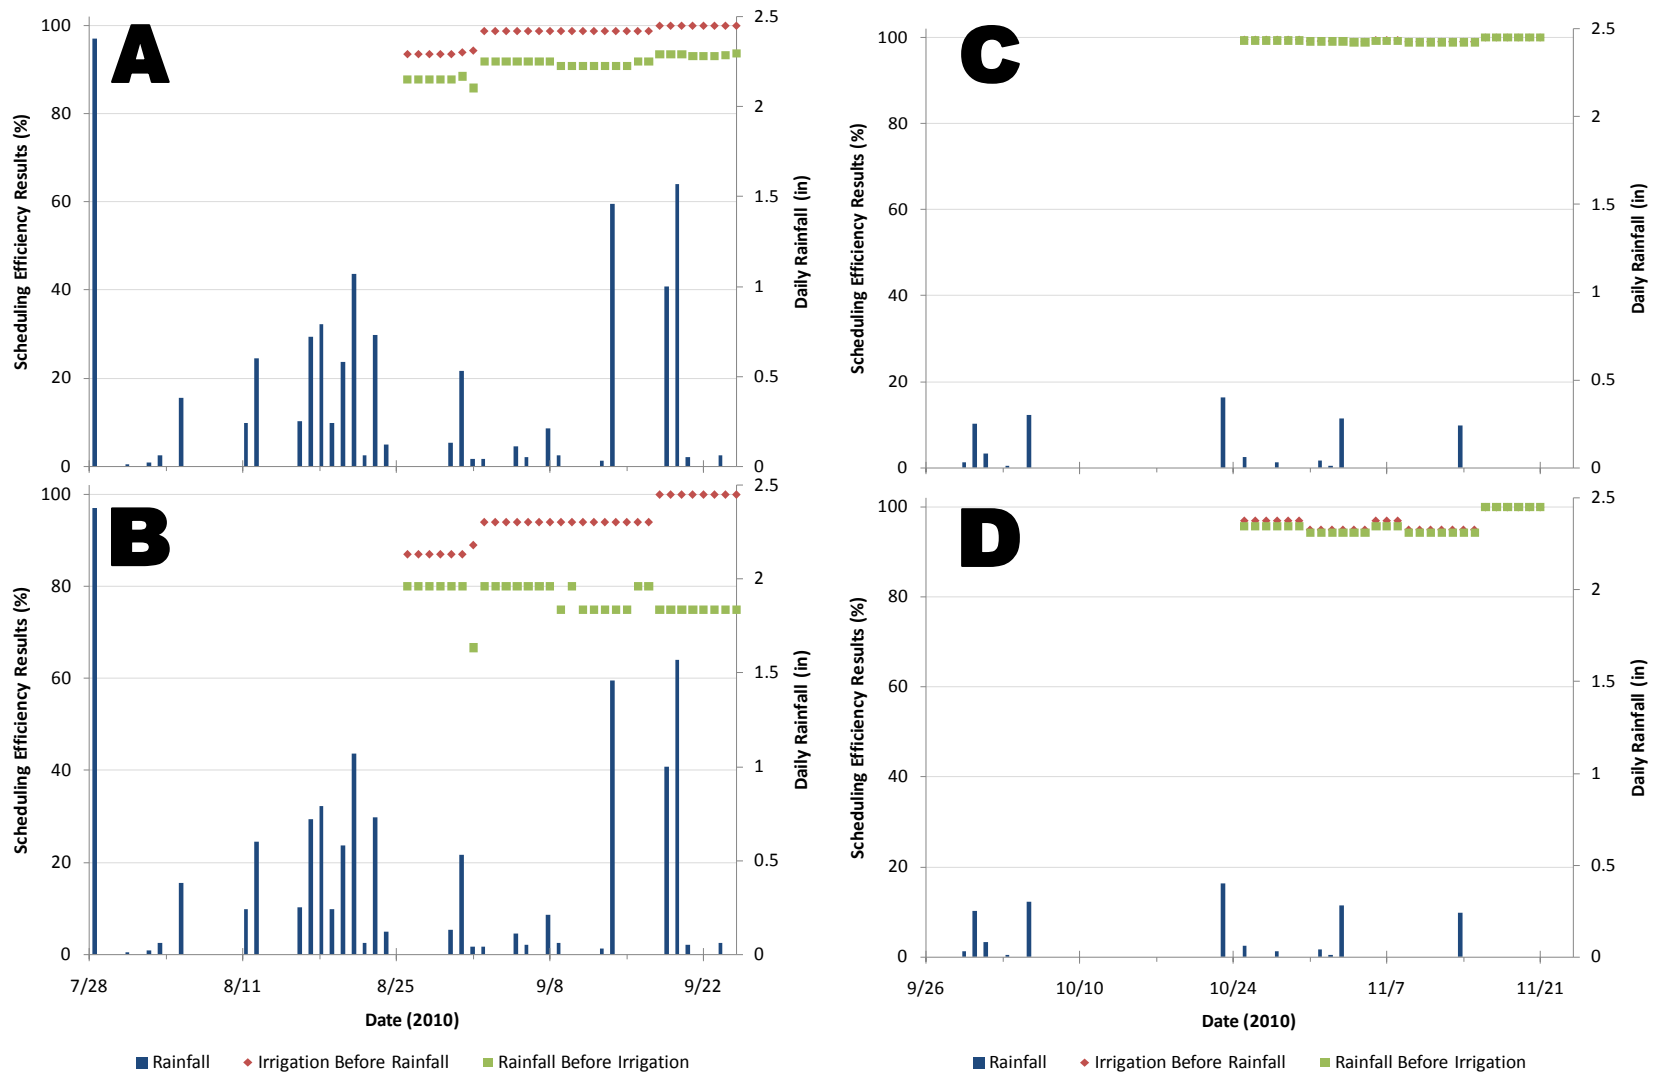 A
Scheduling Efficiency Results (%)
100
80
60
40
20
0
2.5
2
1.5
1
0.5
0
Daily Rainfall (in)
B
Scheduling Efficiency Results (%)
100
80
60
40
20
0
2.5
2
1.5
1
0.5
0
Daily Rainfall (in)
7/28 8/11 8/25 9/8 9/22
Date (2010)
Rainfall Irrigation Before Rainfall Rainfall Before Irrigation
C
Scheduling Efficiency Results (%)
100
80
60
40
20
0
2.5
2
1.5
1
0.5
0
Daily Rainfall (in)
D
Scheduling Efficiency Results (%)
100
80
60
40
20
0
2.5
2
1.5
1
0.5
0
Daily Rainfall (in)
9/26 10/10 10/24 11/7 11/21
Date (2010)
Rainfall Irrigation Before Rainfall Rainfall Before Irrigation